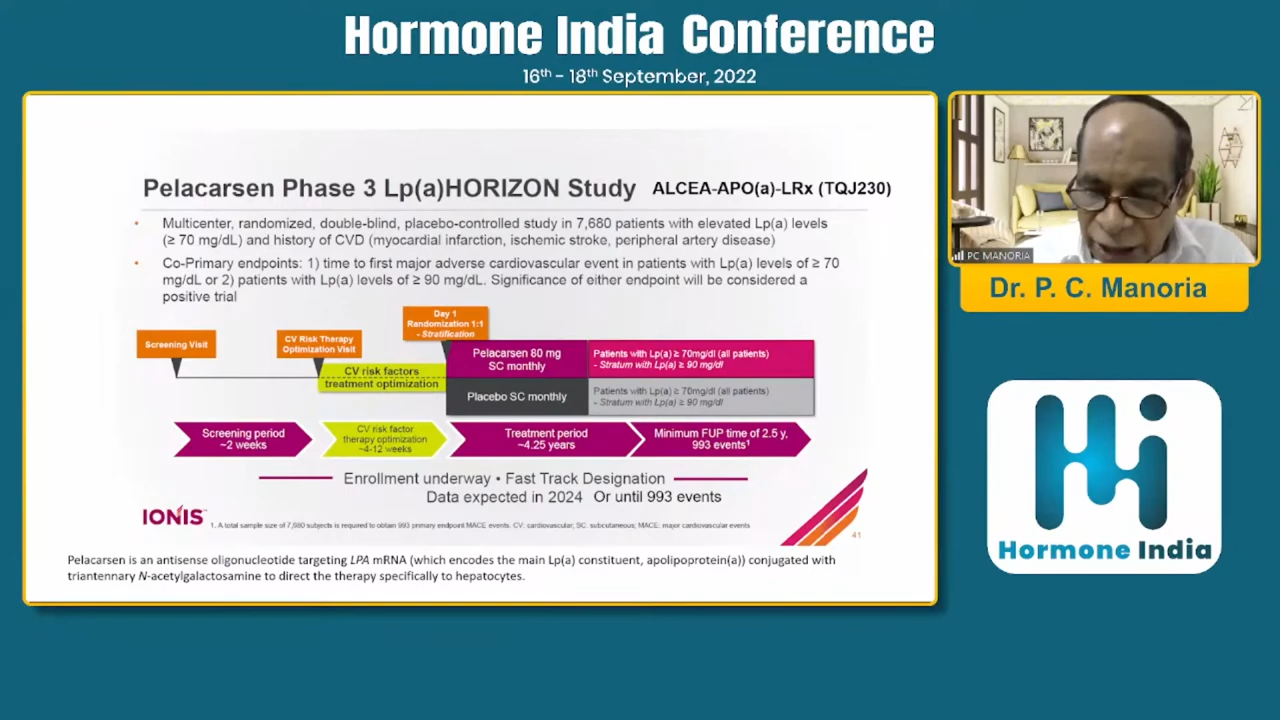 Hormone India Conference
16th - 18th September, 2022
Pelacarsen Phase 3 Lp(a)HORIZON Study ALCEA-APO(a)-LRx (TQJ230)
• Multicenter, randomized, double-blind, placebo-controlled study in 7,680 patients with elevated Lp(a) levels
(≥ 70 mg/dL) and history of CVD (myocardial infarction, ischemic stroke, peripheral artery disease)
• Co-Primary endpoints: 1) time to first major adverse cardiovascular event in patients with Lp(a) levels of ≥ 70
mg/dL or 2) patients with Lp(a) levels of ≥ 90 mg/dL. Significance of either endpoint will be considered a
positive trial
Screening Visit
CV Risk Therapy
Optimization Visit
Day 1
Randomization 1:1
- Stratification
CV risk factors
treatment optimization
Pelacarsen 80 mg
SC monthly
Patients with Lp(a) ≥ 70mg/dl (all patients)
- Stratum with Lp(a) ≥ 90 mg/dl
Placebo SC monthly
Patients with Lp(a) ≥ 70mg/dl (all patients)
- Stratum with Lp(a) ≥ 90 mg/dl
Screening period
~2 weeks
CV risk factor
therapy optimization
~4-12 weeks
Treatment period
~4.25 years
Minimum FUP time of 2.5 y,
993 events¹
Enrollment underway • Fast Track Designation
Data expected in 2024 Or until 993 events
IONIS
1. A total sample size of 7,680 subjects is required to obtain 993 primary endpoint MACE events. CV: cardiovascular; SC: subcutaneous; MACE: major cardiovascular events
41
Pelacarsen is an antisense oligonucleotide targeting LPA mRNA (which encodes the main Lp(a) constituent, apolipoprotein(a)) conjugated with
triantennary N-acetylgalactosamine to direct the therapy specifically to hepatocytes.
PC MANORIA
Dr. P. C. Manoria
Hormone India